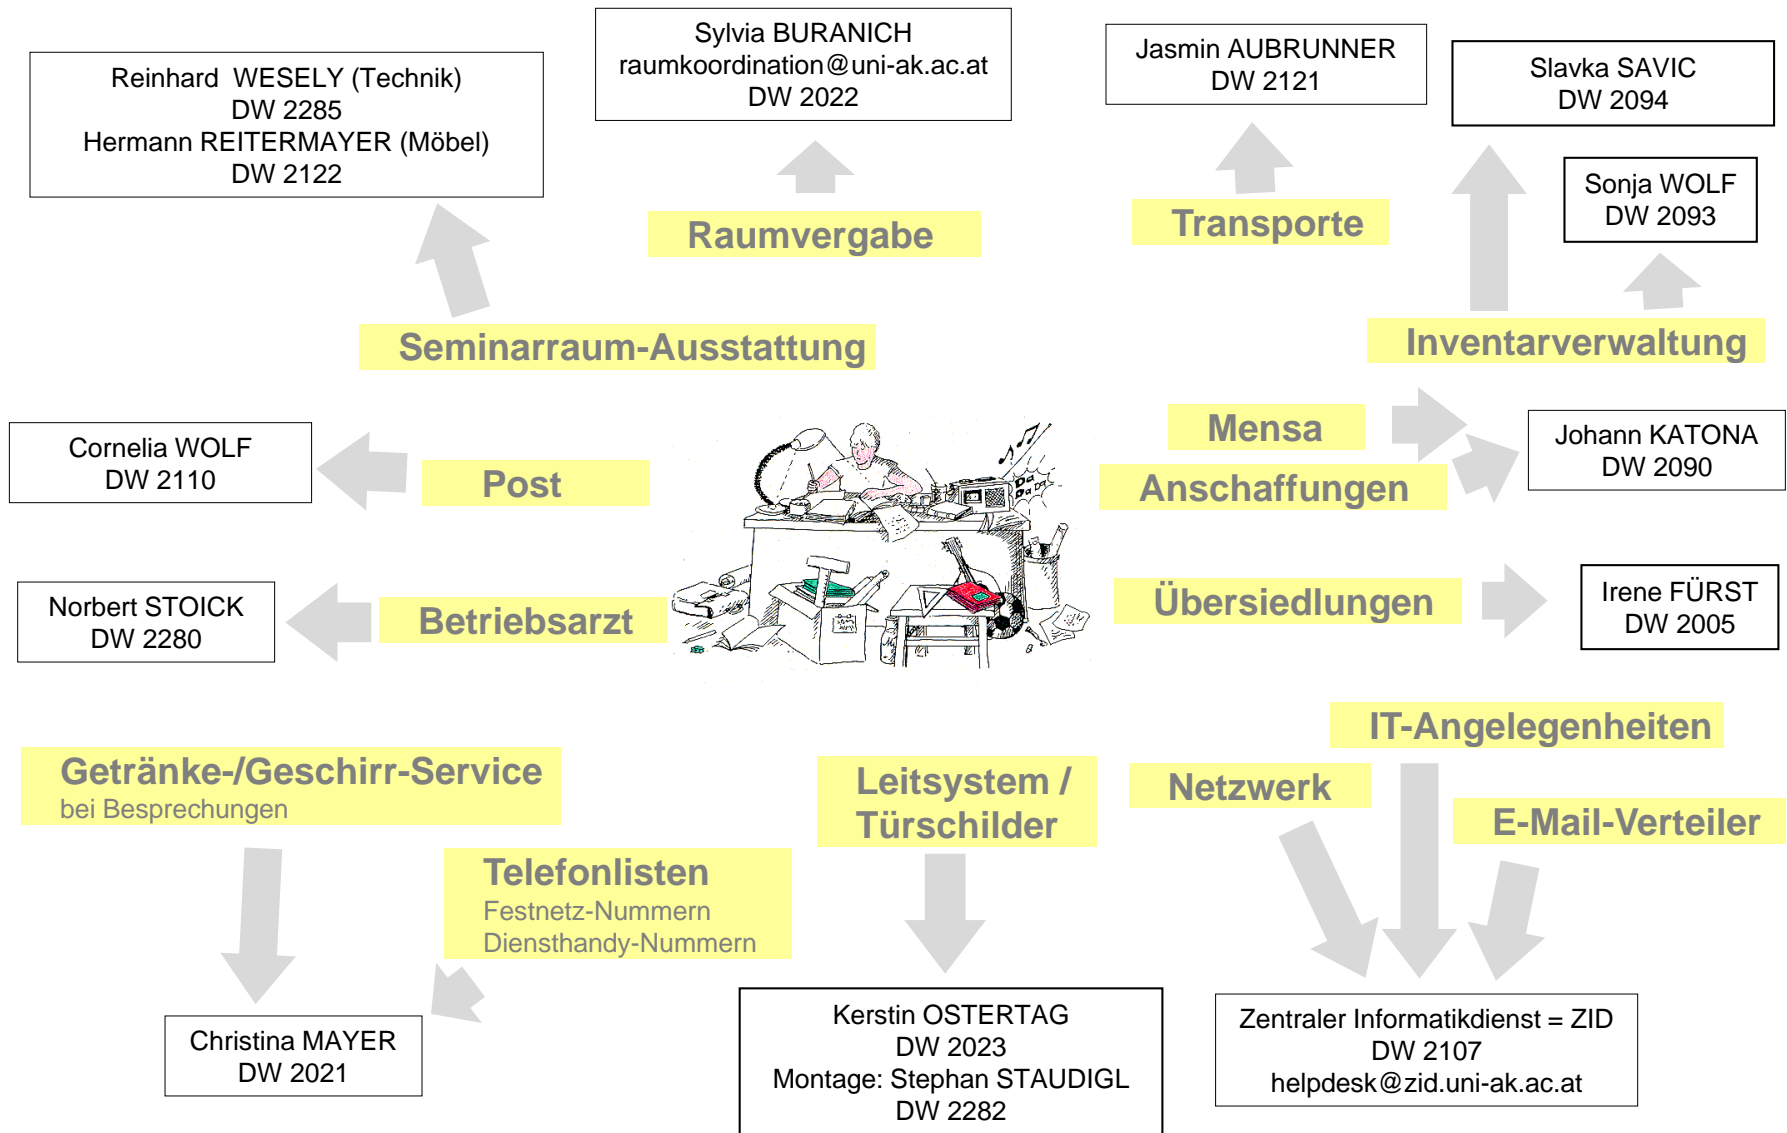 Sylvia BURANICH
raumkoordination@uni-ak.ac.at
DW 2022
Jasmin AUBRUNNER
DW 2121
Slavka SAVIC
DW 2094
Reinhard  WESELY (Technik)
DW 2285
Hermann REITERMAYER (Möbel)
DW 2122
Sonja WOLF
DW 2093
Raumvergabe
Transporte
Seminarraum-Ausstattung
Inventarverwaltung
Cornelia WOLF
DW 2110
Post
Mensa
Anschaffungen
Johann KATONA
DW 2090
Da
Da
Da
Norbert STOICK
DW 2280
Betriebsarzt
Übersiedlungen
Irene FÜRST
DW 2005
Getränke-/Geschirr-Service
bei Besprechungen
Leitsystem /
Türschilder
IT-Angelegenheiten
Netzwerk
E-Mail-Verteiler
Telefonlisten
Festnetz-Nummern
Diensthandy-Nummern
Christina MAYER
DW 2021
Kerstin OSTERTAG
DW 2023
Montage: Stephan STAUDIGL
DW 2282
Zentraler Informatikdienst = ZID
DW 2107
helpdesk@zid.uni-ak.ac.at